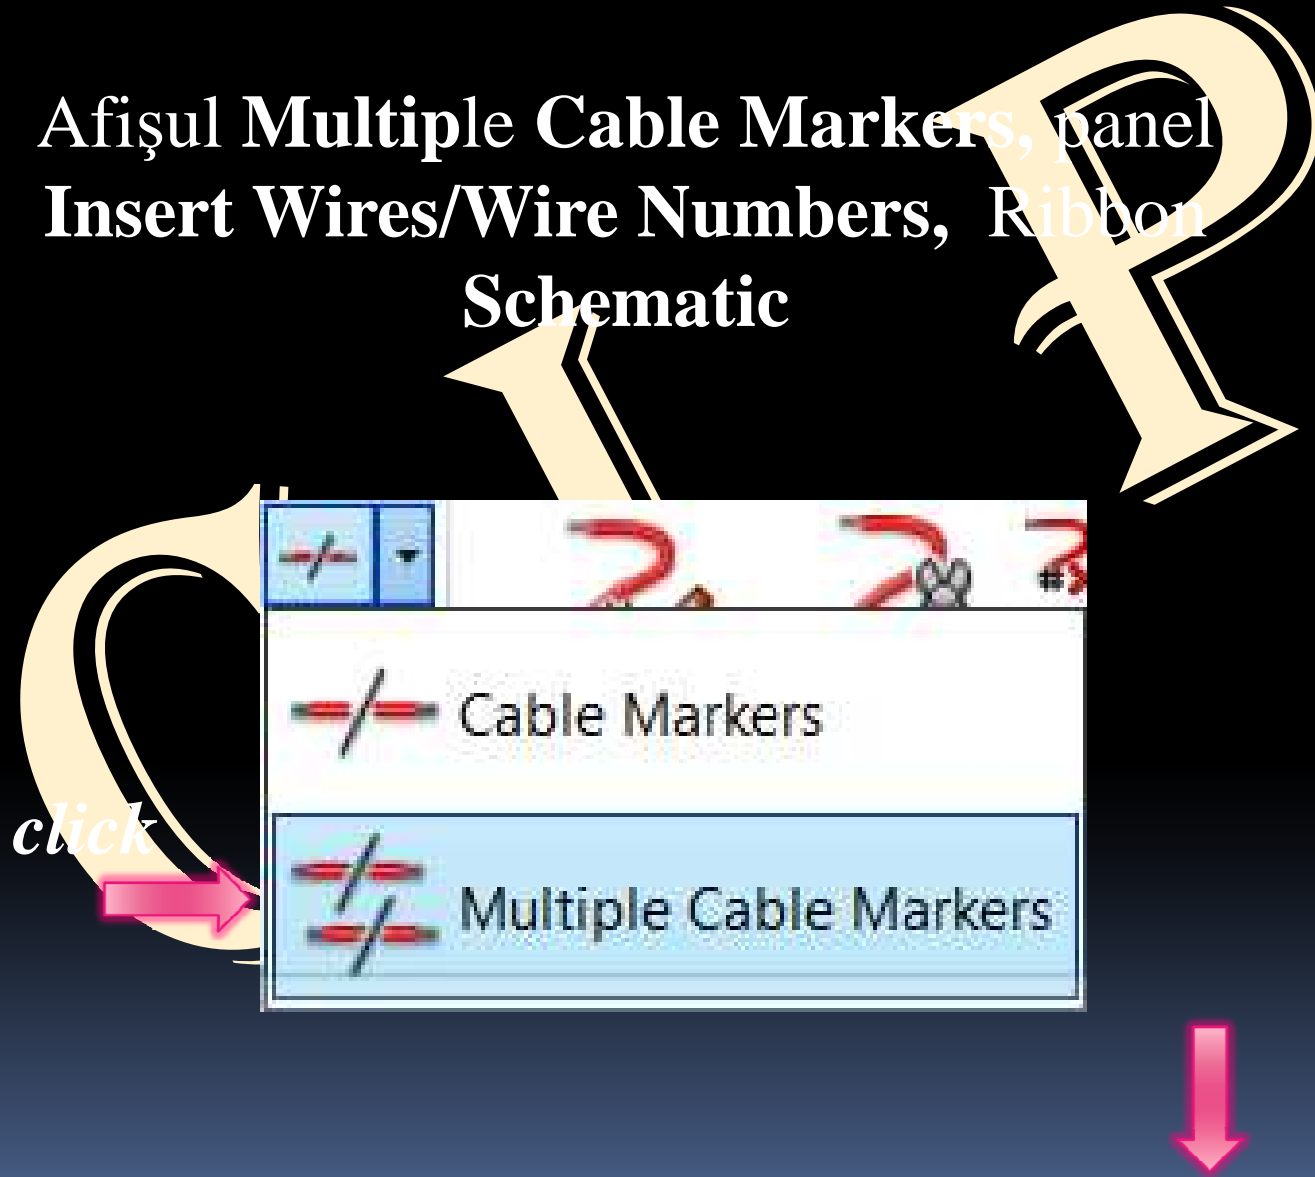 Afişul Multiple Cable Markers, panel
Insert Wires/Wire Numbers, Ribbon
Schematic
Cable Markers
click
Multiple Cable Markers